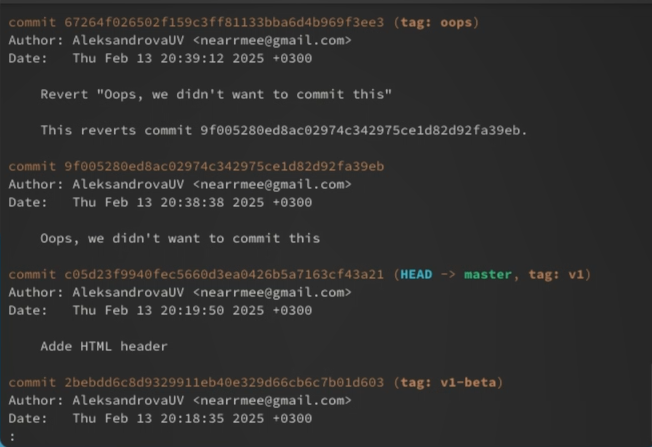 commit 67264f026502f159c3ff81133bba6d4b969f3ee3 (tag: oops)
Author: AleksandrovaUV <nearrmee@gmail.com>
Date:   Thu Feb 13 20:39:12 2025 +0300
Revert "Oops, we didn't want to commit this"
This reverts commit 9f005280ed8ac02974c342975ce1d82d92fa39eb.
commit 9f005280ed8ac02974c342975ce1d82d92fa39eb
Author: AleksandrovaUV <nearrmee@gmail.com>
Date:   Thu Feb 13 20:38:38 2025 +0300
Oops, we didn't want to commit this
commit c05d23f9940fec5660d3ea0426b5a7163cf43a21 (HEAD -> master, tag: v1)
Author: AleksandrovaUV <nearrmee@gmail.com>
Date:   Thu Feb 13 20:19:50 2025 +0300
Adde HTML header
commit 2bebdd6c8d9329911eb40e329d66cb6c7b01d603 (tag: v1-beta)
Author: AleksandrovaUV <nearrmee@gmail.com>
Date:   Thu Feb 13 20:18:35 2025 +0300
: